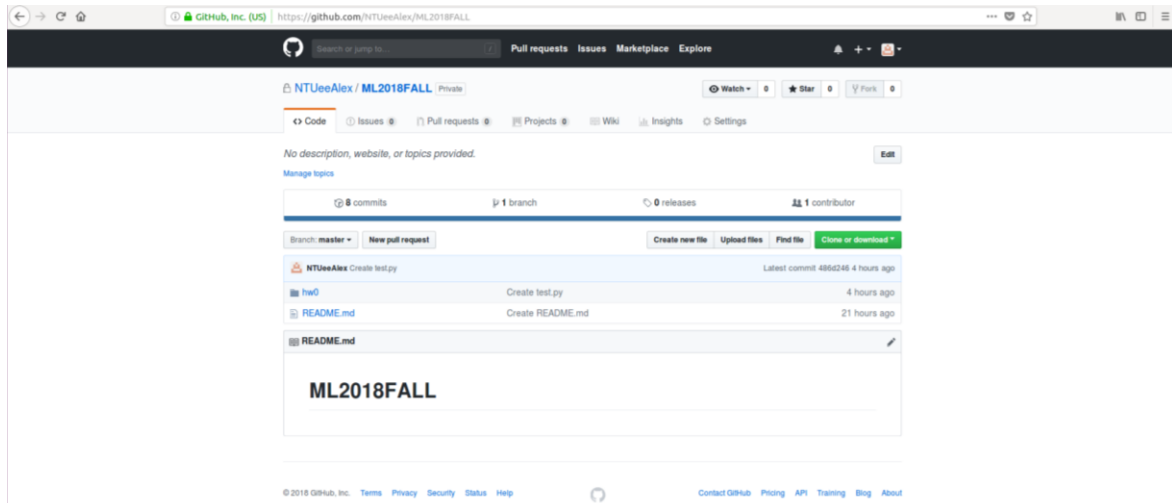 GitHub, Inc. (US) https://github.com/NTUeeAlex/ML2018FALL
Search or jump to... / Pull requests Issues Marketplace Explore
NTUeeAlex / ML2018FALL Private Watch 0 Star 0 Fork 0
Code Issues 0 Pull requests 0 Projects 0 Wiki Insights Settings
No description, website, or topics provided. Edit
Manage topics
8 commits 1 branch 0 releases 1 contributor
Branch: master New pull request Create new file Upload files Find file Clone or download
NTUeeAlex Create test.py Latest commit 486d246 4 hours ago
hw0 Create test.py 4 hours ago
README.md Create README.md 21 hours ago
README.md
ML2018FALL
© 2018 GitHub, Inc. Terms Privacy Security Status Help Contact GitHub Pricing API Training Blog About